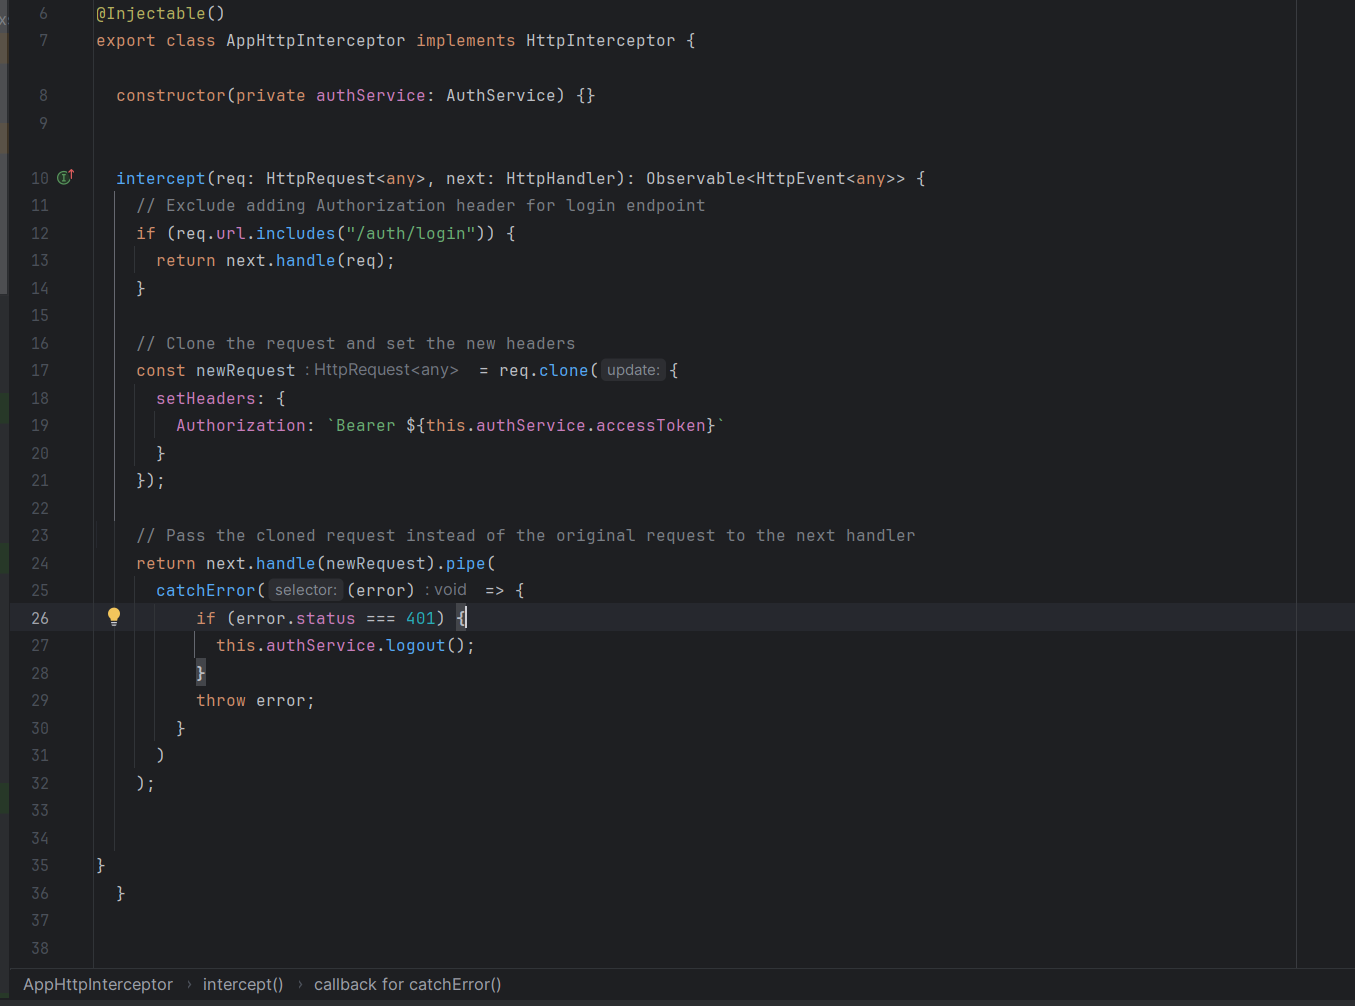 6 @Injectable()
7 export class AppHttpInterceptor implements HttpInterceptor {
8 constructor(private authService: AuthService) {}
9
10 intercept(req: HttpRequest<any>, next: HttpHandler): Observable<HttpEvent<any>> {
11 // Exclude adding Authorization header for login endpoint
12 if (req.url.includes("/auth/login")) {
13 return next.handle(req);
14 }
15
16 // Clone the request and set the new headers
17 const newRequest : HttpRequest<any> = req.clone( update: {
18 setHeaders: {
19 Authorization: `Bearer ${this.authService.accessToken}`
20 }
21 });
22
23 // Pass the cloned request instead of the original request to the next handler
24 return next.handle(newRequest).pipe(
25 catchError( selector: (error) : void => {
26 if (error.status === 401) {
27 this.authService.logout();
28 }
29 throw error;
30 }
31 )
32 );
33
34
35 }
36 }
37
38
AppHttpInterceptor › intercept() › callback for catchError()